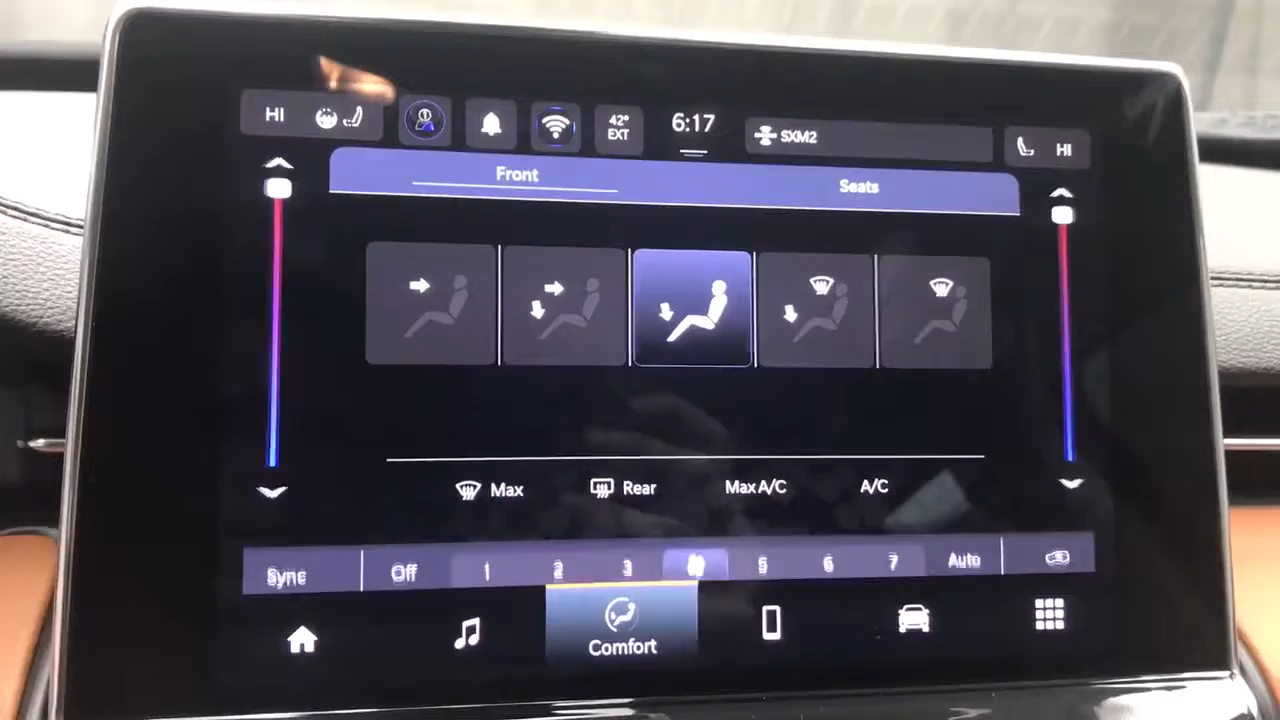 HI
42°
EXT
6:17
SXM2
HI
Front
Seats
Max
Rear
Max A/C
A/C
Sync
Off
1
2
3
5
6
7
Auto
Comfort